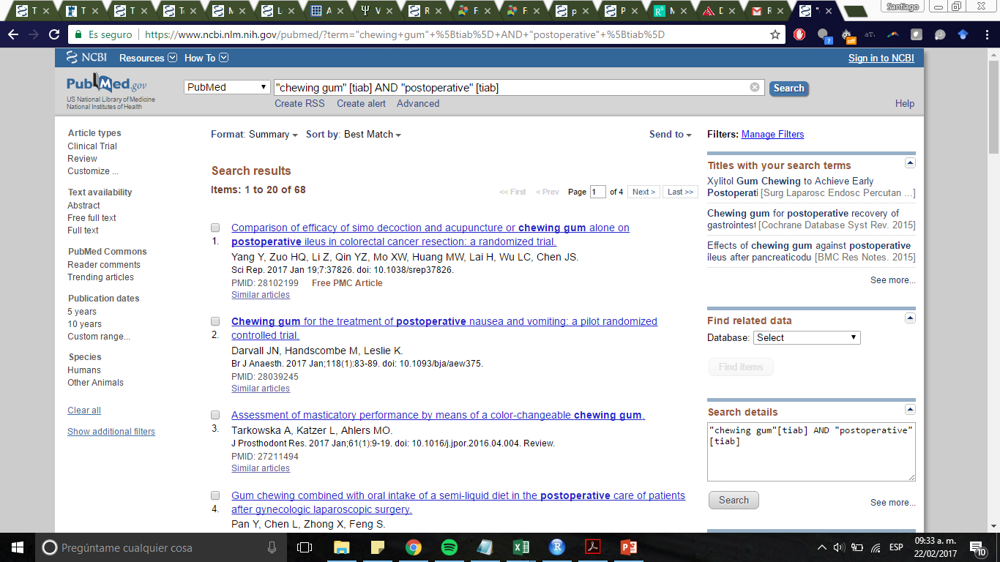 T T T To M L A V R F F p P M D R "
Santiago
Es seguro https://www.ncbi.nlm.nih.gov/pubmed/?term="chewing+gum"+%5Btiab%5D+AND+"postoperative"+%5Btiab%5D
? off aT.
NCBI Resources How To Sign in to NCBI
PubMed.gov
US National Library of Medicine
National Institutes of Health
PubMed "chewing gum" [tiab] AND "postoperative" [tiab] Search
Create RSS Create alert Advanced Help
Article types
Clinical Trial
Review
Customize ...
Text availability
Abstract
Free full text
Full text
PubMed Commons
Reader comments
Trending articles
Publication dates
5 years
10 years
Custom range...
Species
Humans
Other Animals
Clear all
Show additional filters
Format: Summary Sort by: Best Match Send to
Search results
Items: 1 to 20 of 68 << First < Prev Page 1 of 4 Next > Last >>
Comparison of efficacy of simo decoction and acupuncture or chewing gum alone on
1. postoperative ileus in colorectal cancer resection: a randomized trial.
Yang Y, Zuo HQ, Li Z, Qin YZ, Mo XW, Huang MW, Lai H, Wu LC, Chen JS.
Sci Rep. 2017 Jan 19;7:37826. doi: 10.1038/srep37826.
PMID: 28102199 Free PMC Article
Similar articles
Chewing gum for the treatment of postoperative nausea and vomiting: a pilot randomized
2. controlled trial.
Darvall JN, Handscombe M, Leslie K.
Br J Anaesth. 2017 Jan;118(1):83-89. doi: 10.1093/bja/aew375.
PMID: 28039245
Similar articles
Assessment of masticatory performance by means of a color-changeable chewing gum.
3. Tarkowska A, Katzer L, Ahlers MO.
J Prosthodont Res. 2017 Jan;61(1):9-19. doi: 10.1016/j.jpor.2016.04.004. Review.
PMID: 27211494
Similar articles
Gum chewing combined with oral intake of a semi-liquid diet in the postoperative care of patients
4. after gynecologic laparoscopic surgery.
Pan Y, Chen L, Zhong X, Feng S.
Filters: Manage Filters
Titles with your search terms
Xylitol Gum Chewing to Achieve Early
Postoperati [Surg Laparosc Endosc Percutan ...]
Chewing gum for postoperative recovery of
gastrointest [Cochrane Database Syst Rev. 2015]
Effects of chewing gum against postoperative
ileus after pancreaticodu [BMC Res Notes. 2015]
See more...
Find related data
Database: Select
Find items
Search details
"chewing gum"[tiab] AND "postoperative"
[tiab]
Search See more...
Pregúntame cualquier cosa
ESP 09:33 a. m.
22/02/2017 10